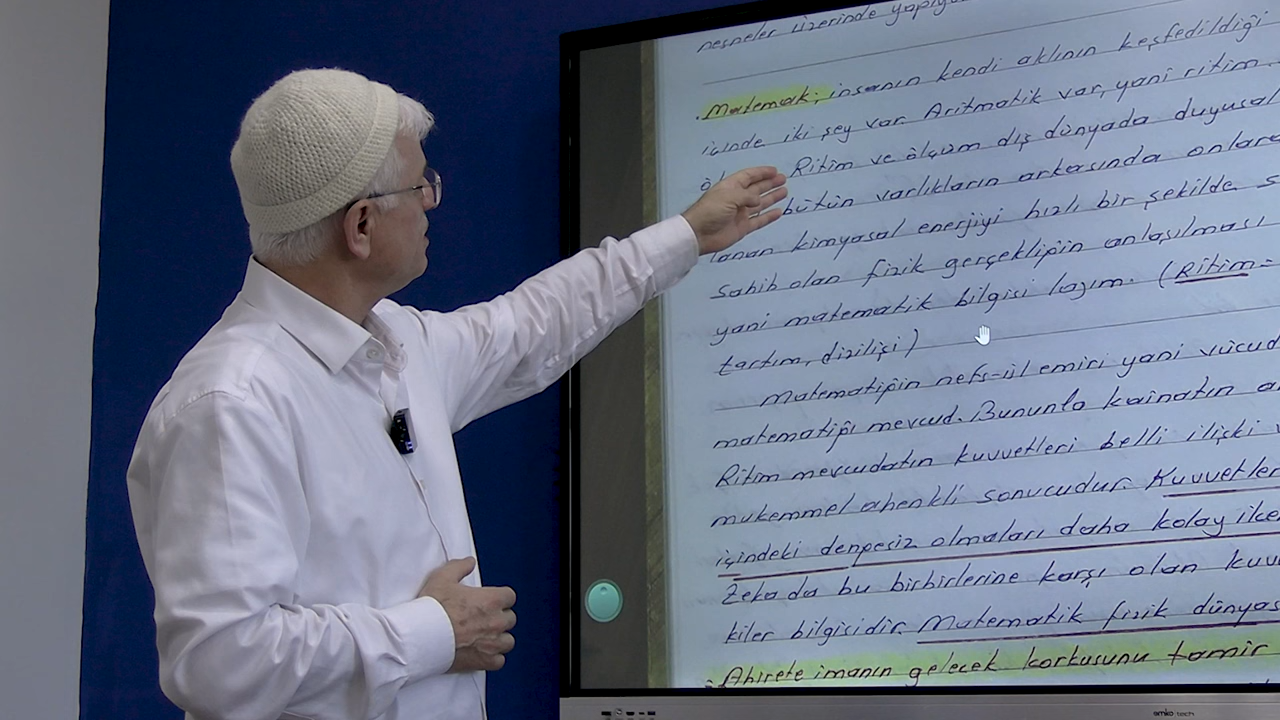 nesneler üzerinde yapıyo
. Matematik; insanın kendi aklının keşfedildiği
içinde iki şey var. Aritmatik var, yani ritim.
Ritim ve ölçüm dış dünyada duyusal
bütün varlıkların arkasında onlara
lanan kimyasal enerjiyi hızlı bir şekilde s
sahib olan fizik gerçekliğin anlaşılması
yani matematik bilgisi lazım. (Ritim=
tartım, dizilişi)
Matematiğin nefs-ül emiri yani vücud
matematiği mevcud. Bununla kainatın a
Ritim mevcudatın kuvvetleri belli ilişki
mukemmel ahenkli sonucudur. Kuvvetler
içindeki dengesiz olmaları daha kolay ilke
Zeka da bu birbirlerine karşı olan kuv
kiler bilgisidir. Matematik fizik dünyas
. Ahirete imanın gelecek korkusunu tamir